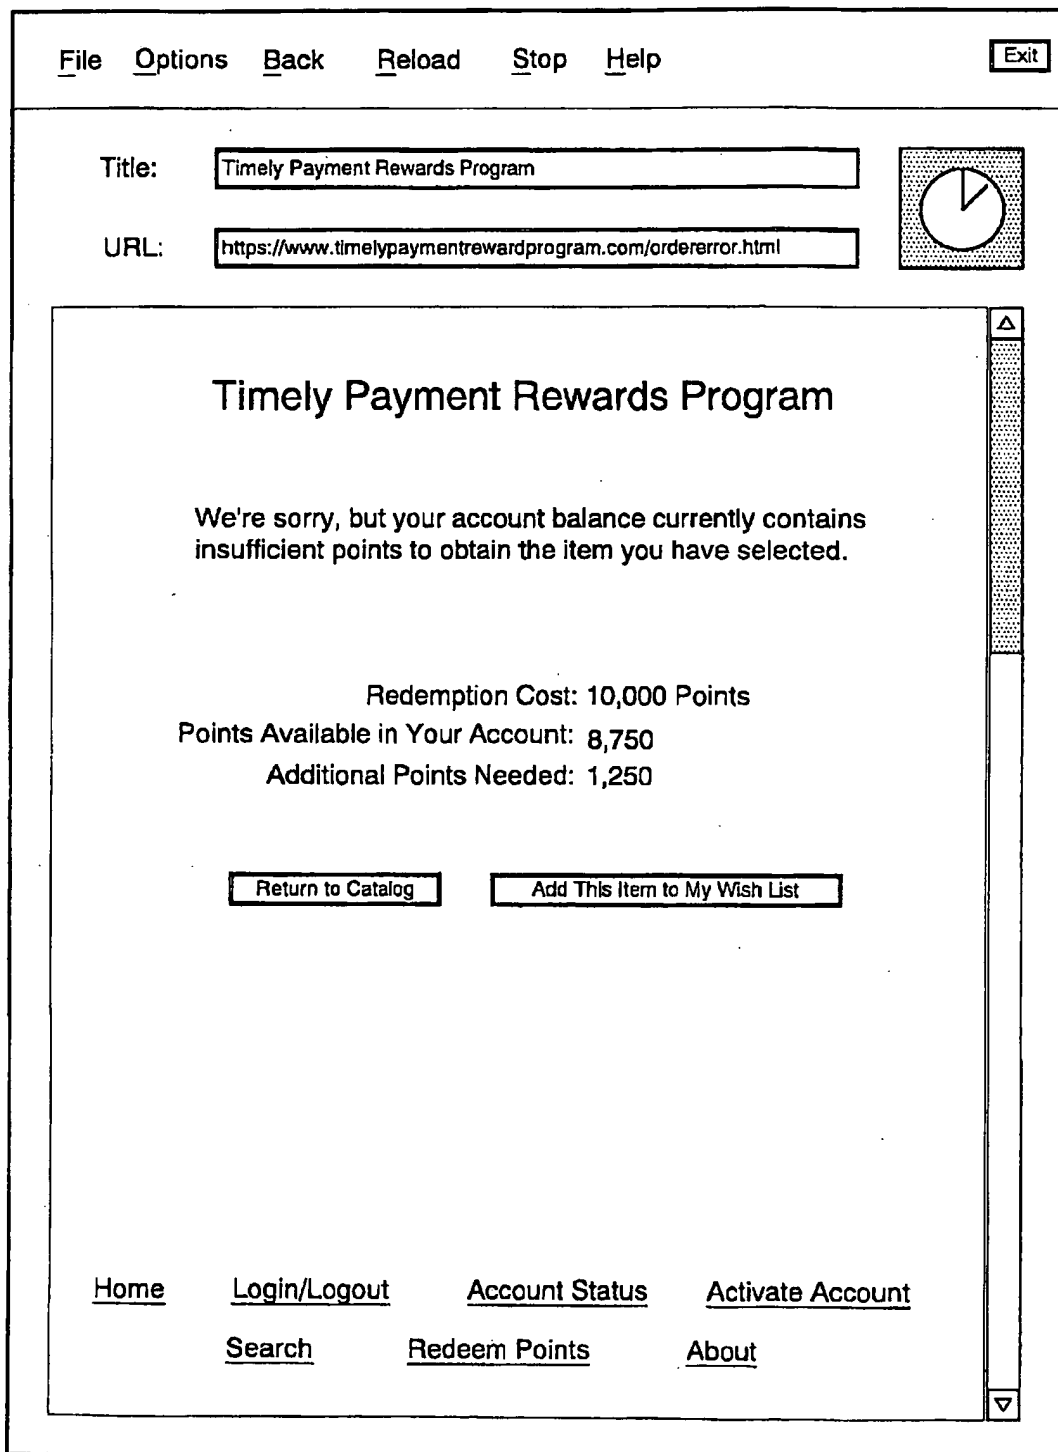 File Options Back Reload Stop Help Exit
Title: Timely Payment Rewards Program
URL: https://www.timelypaymentrewardprogram.com/ordererror.html
Timely Payment Rewards Program
We're sorry, but your account balance currently contains
insufficient points to obtain the item you have selected.
Redemption Cost: 10,000 Points
Points Available in Your Account: 8,750
Additional Points Needed: 1,250
Return to Catalog Add This Item to My Wish List
Home Login/Logout Account Status Activate Account
Search Redeem Points About